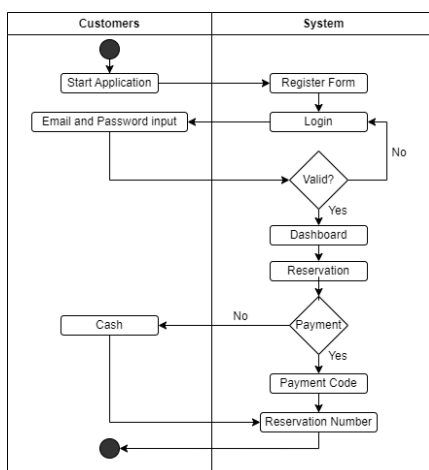 Customers
System
Start Application
Register Form
Email and Password input
Login
No
Valid?
Yes
Dashboard
Reservation
No
Cash
Payment
Yes
Payment Code
Reservation Number